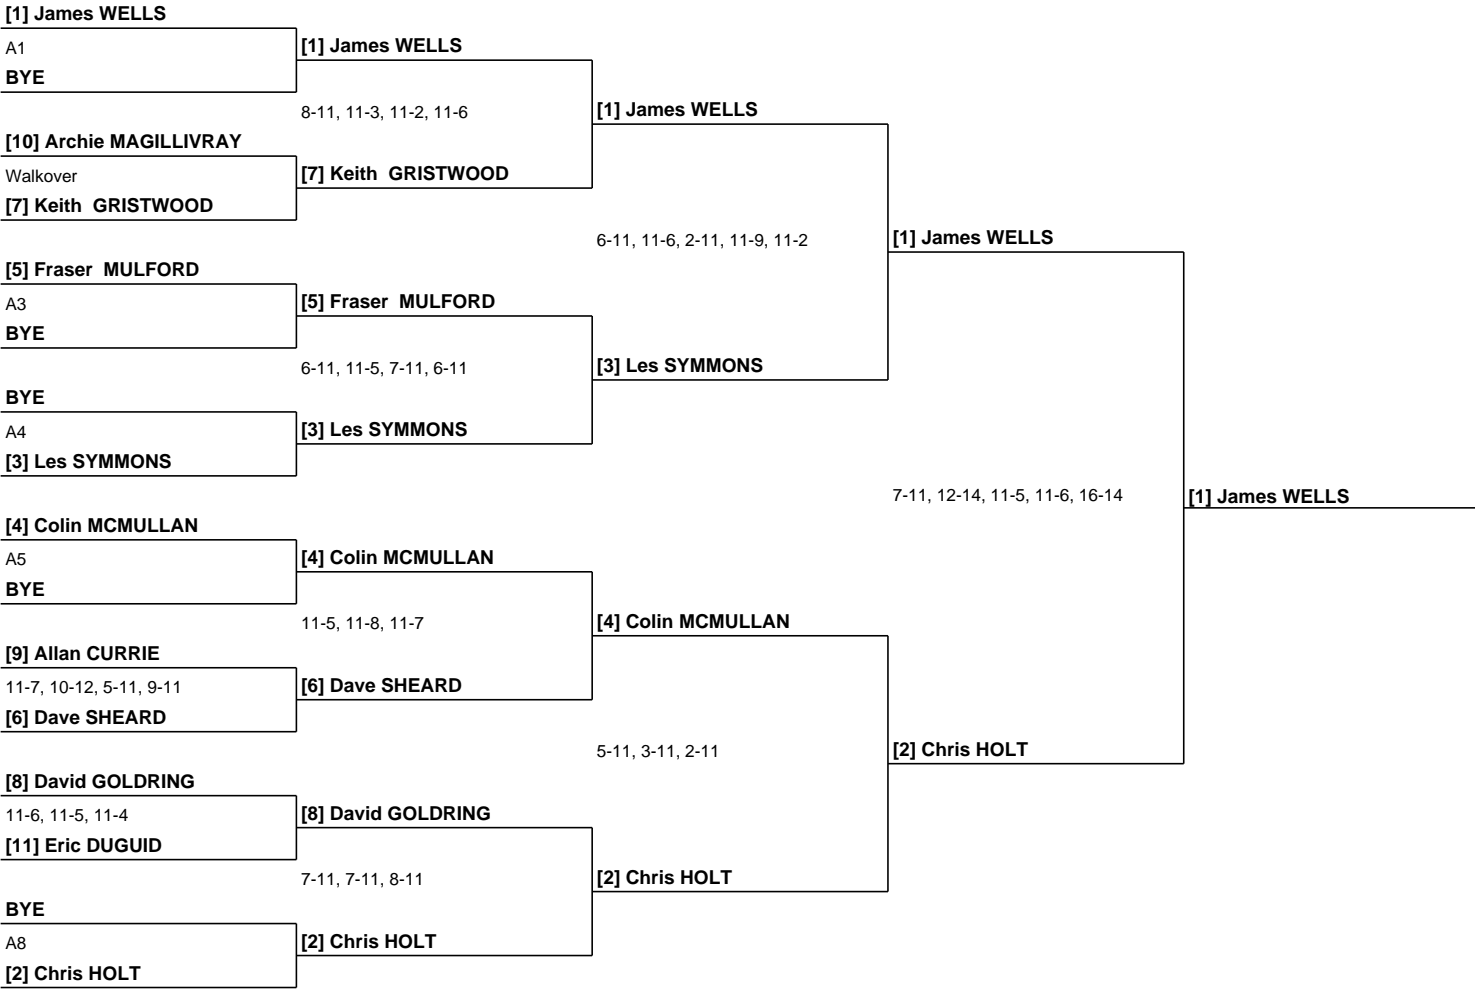 [1] James WELLS
A1
BYE
[1] James WELLS
8-11, 11-3, 11-2, 11-6
[10] Archie MAGILLIVRAY
Walkover
[7] Keith  GRISTWOOD
[7] Keith  GRISTWOOD
[1] James WELLS
6-11, 11-6, 2-11, 11-9, 11-2
[5] Fraser  MULFORD
A3
BYE
[5] Fraser  MULFORD
6-11, 11-5, 7-11, 6-11
BYE
A4
[3] Les SYMMONS
[3] Les SYMMONS
[3] Les SYMMONS
[1] James WELLS
7-11, 12-14, 11-5, 11-6, 16-14
[1] James WELLS
[4] Colin MCMULLAN
A5
BYE
[4] Colin MCMULLAN
11-5, 11-8, 11-7
[9] Allan CURRIE
11-7, 10-12, 5-11, 9-11
[6] Dave SHEARD
[6] Dave SHEARD
[4] Colin MCMULLAN
5-11, 3-11, 2-11
[2] Chris HOLT
[8] David GOLDRING
11-6, 11-5, 11-4
[11] Eric DUGUID
[8] David GOLDRING
7-11, 7-11, 8-11
[2] Chris HOLT
BYE
A8
[2] Chris HOLT
[2] Chris HOLT